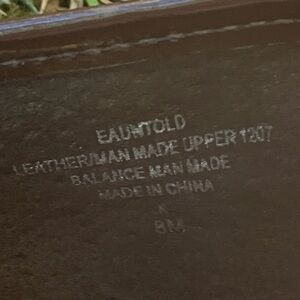 EAUNTOLD
LEATHER/MAN MADE UPPER 1207
BALANCE MAN MADE
MADE IN CHINA
K
8M